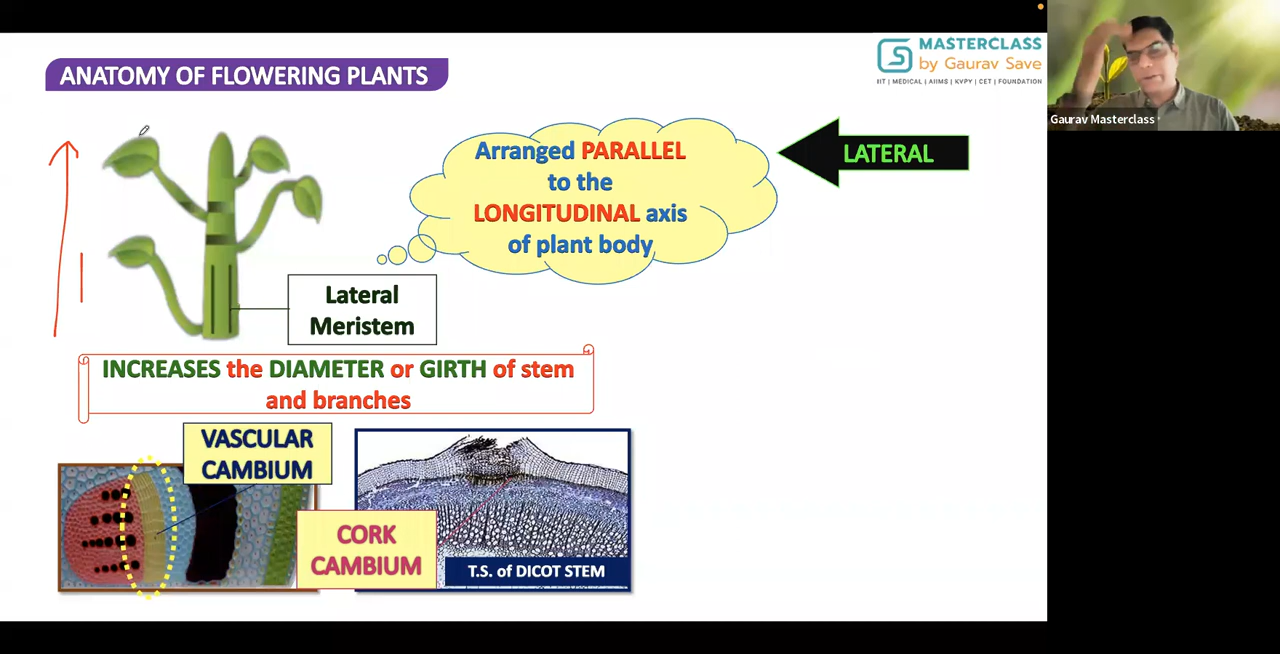 MASTERCLASS
by Gaurav Save
IIT | MEDICAL | AIIMS | KVPY | CET | FOUNDATION
ANATOMY OF FLOWERING PLANTS
Gaurav Masterclass
Arranged PARALLEL
to the
LONGITUDINAL axis
of plant body
LATERAL
Lateral
Meristem
INCREASES the DIAMETER or GIRTH of stem
and branches
VASCULAR
CAMBIUM
CORK
CAMBIUM
T.S. of DICOT STEM